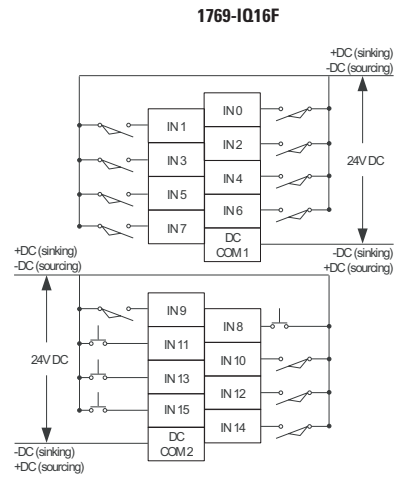 1769-IQ16F
+DC (sinking)
-DC (sourcing)
IN 0
IN 1
IN 2
IN 3
IN 4
24V DC
IN 5
IN 6
IN 7
DC
COM 1
+DC (sinking)
-DC (sourcing)
-DC (sinking)
+DC (sourcing)
IN 9
IN 8
IN 11
24V DC
IN 10
IN 13
IN 12
IN 15
IN 14
DC
COM 2
-DC (sinking)
+DC (sourcing)